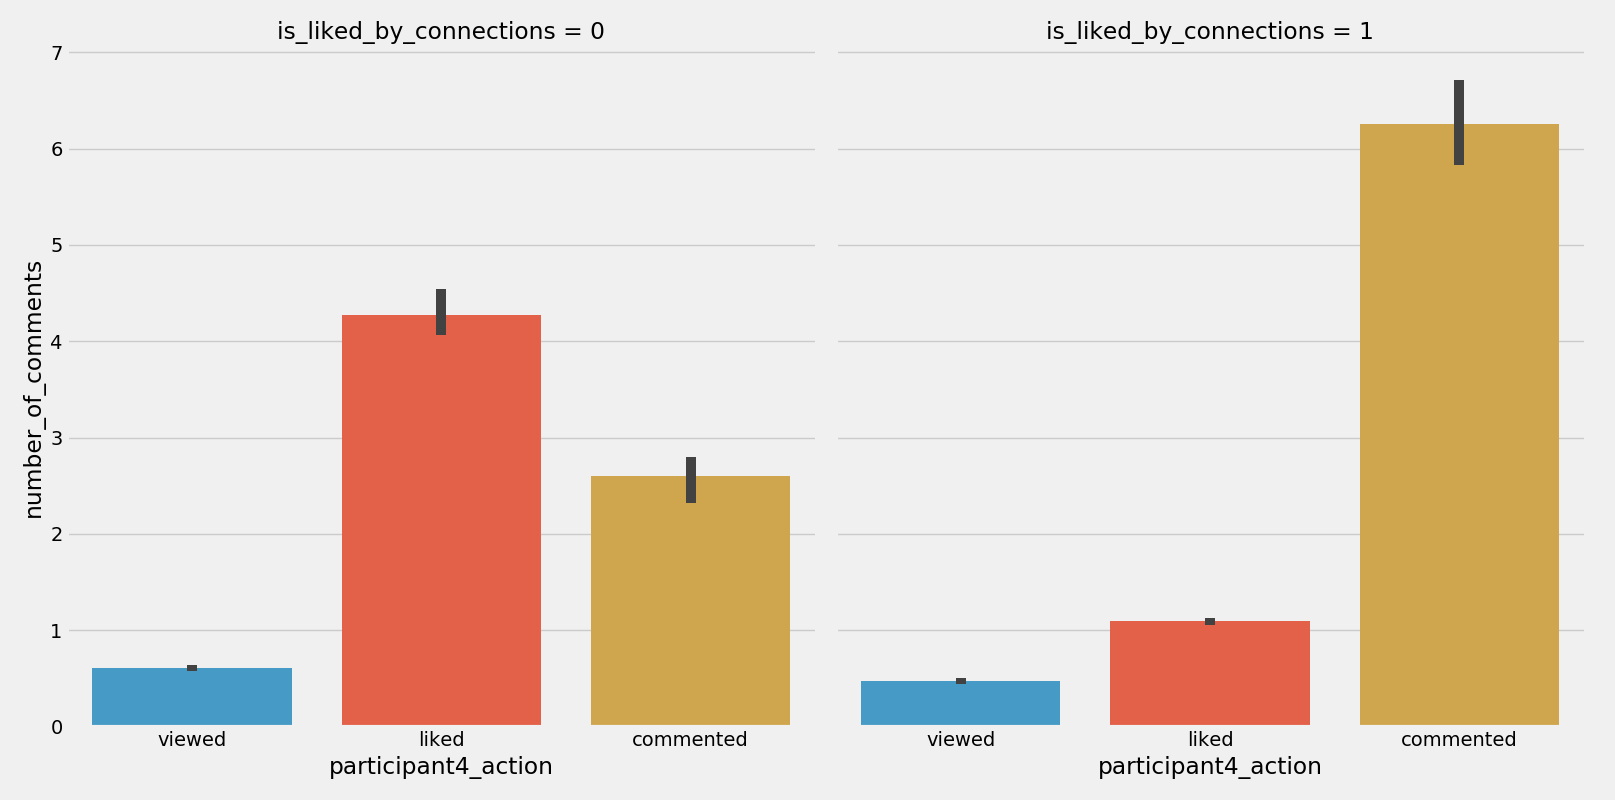 is_liked_by_connections = 0
is_liked_by_connections = 1
number_of_comments
7
6
5
4
3
2
1
0
viewed liked commented
viewed liked commented
participant4_action
participant4_action